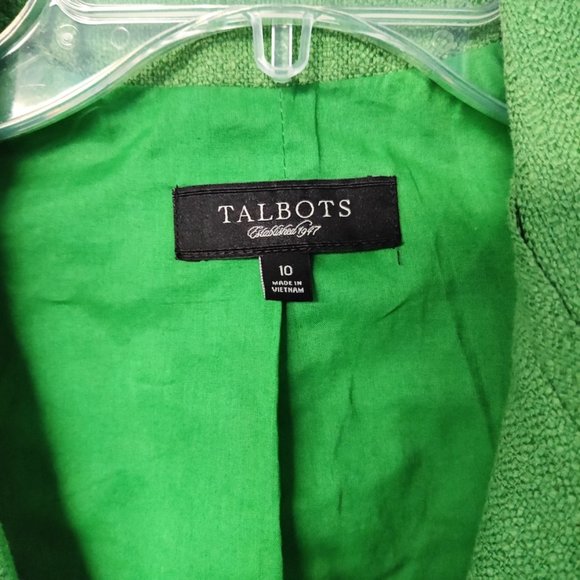 TALBOTS
Established 1947
10
MADE IN
VIETNAM